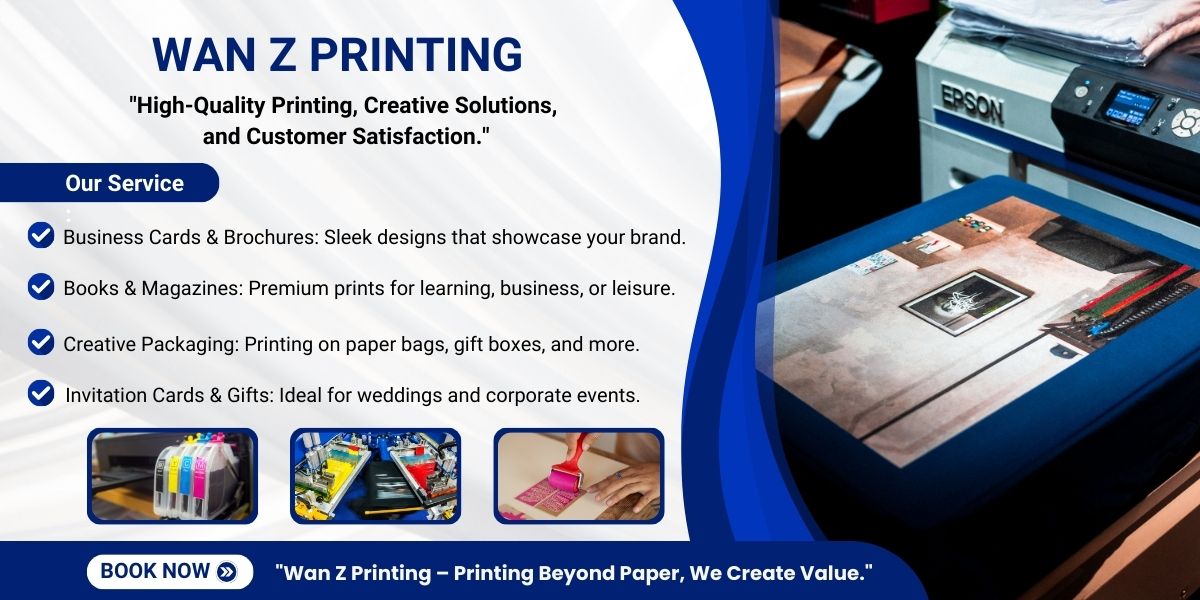 WAN Z PRINTING
"High-Quality Printing, Creative Solutions,
and Customer Satisfaction."
Our Service
Business Cards & Brochures: Sleek designs that showcase your brand.
Books & Magazines: Premium prints for learning, business, or leisure.
Creative Packaging: Printing on paper bags, gift boxes, and more.
Invitation Cards & Gifts: Ideal for weddings and corporate events.
EPSON
BOOK NOW
"Wan Z Printing – Printing Beyond Paper, We Create Value."